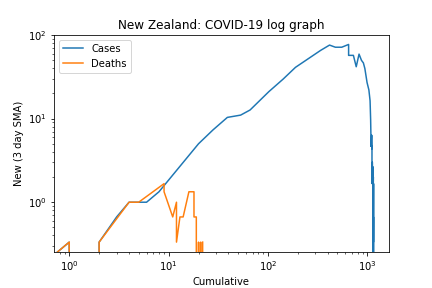 New Zealand: COVID-19 log graph
Cases
Deaths
New (3 day SMA)
10²
10¹
10⁰
10⁰ 10¹ 10² 10³
Cumulative